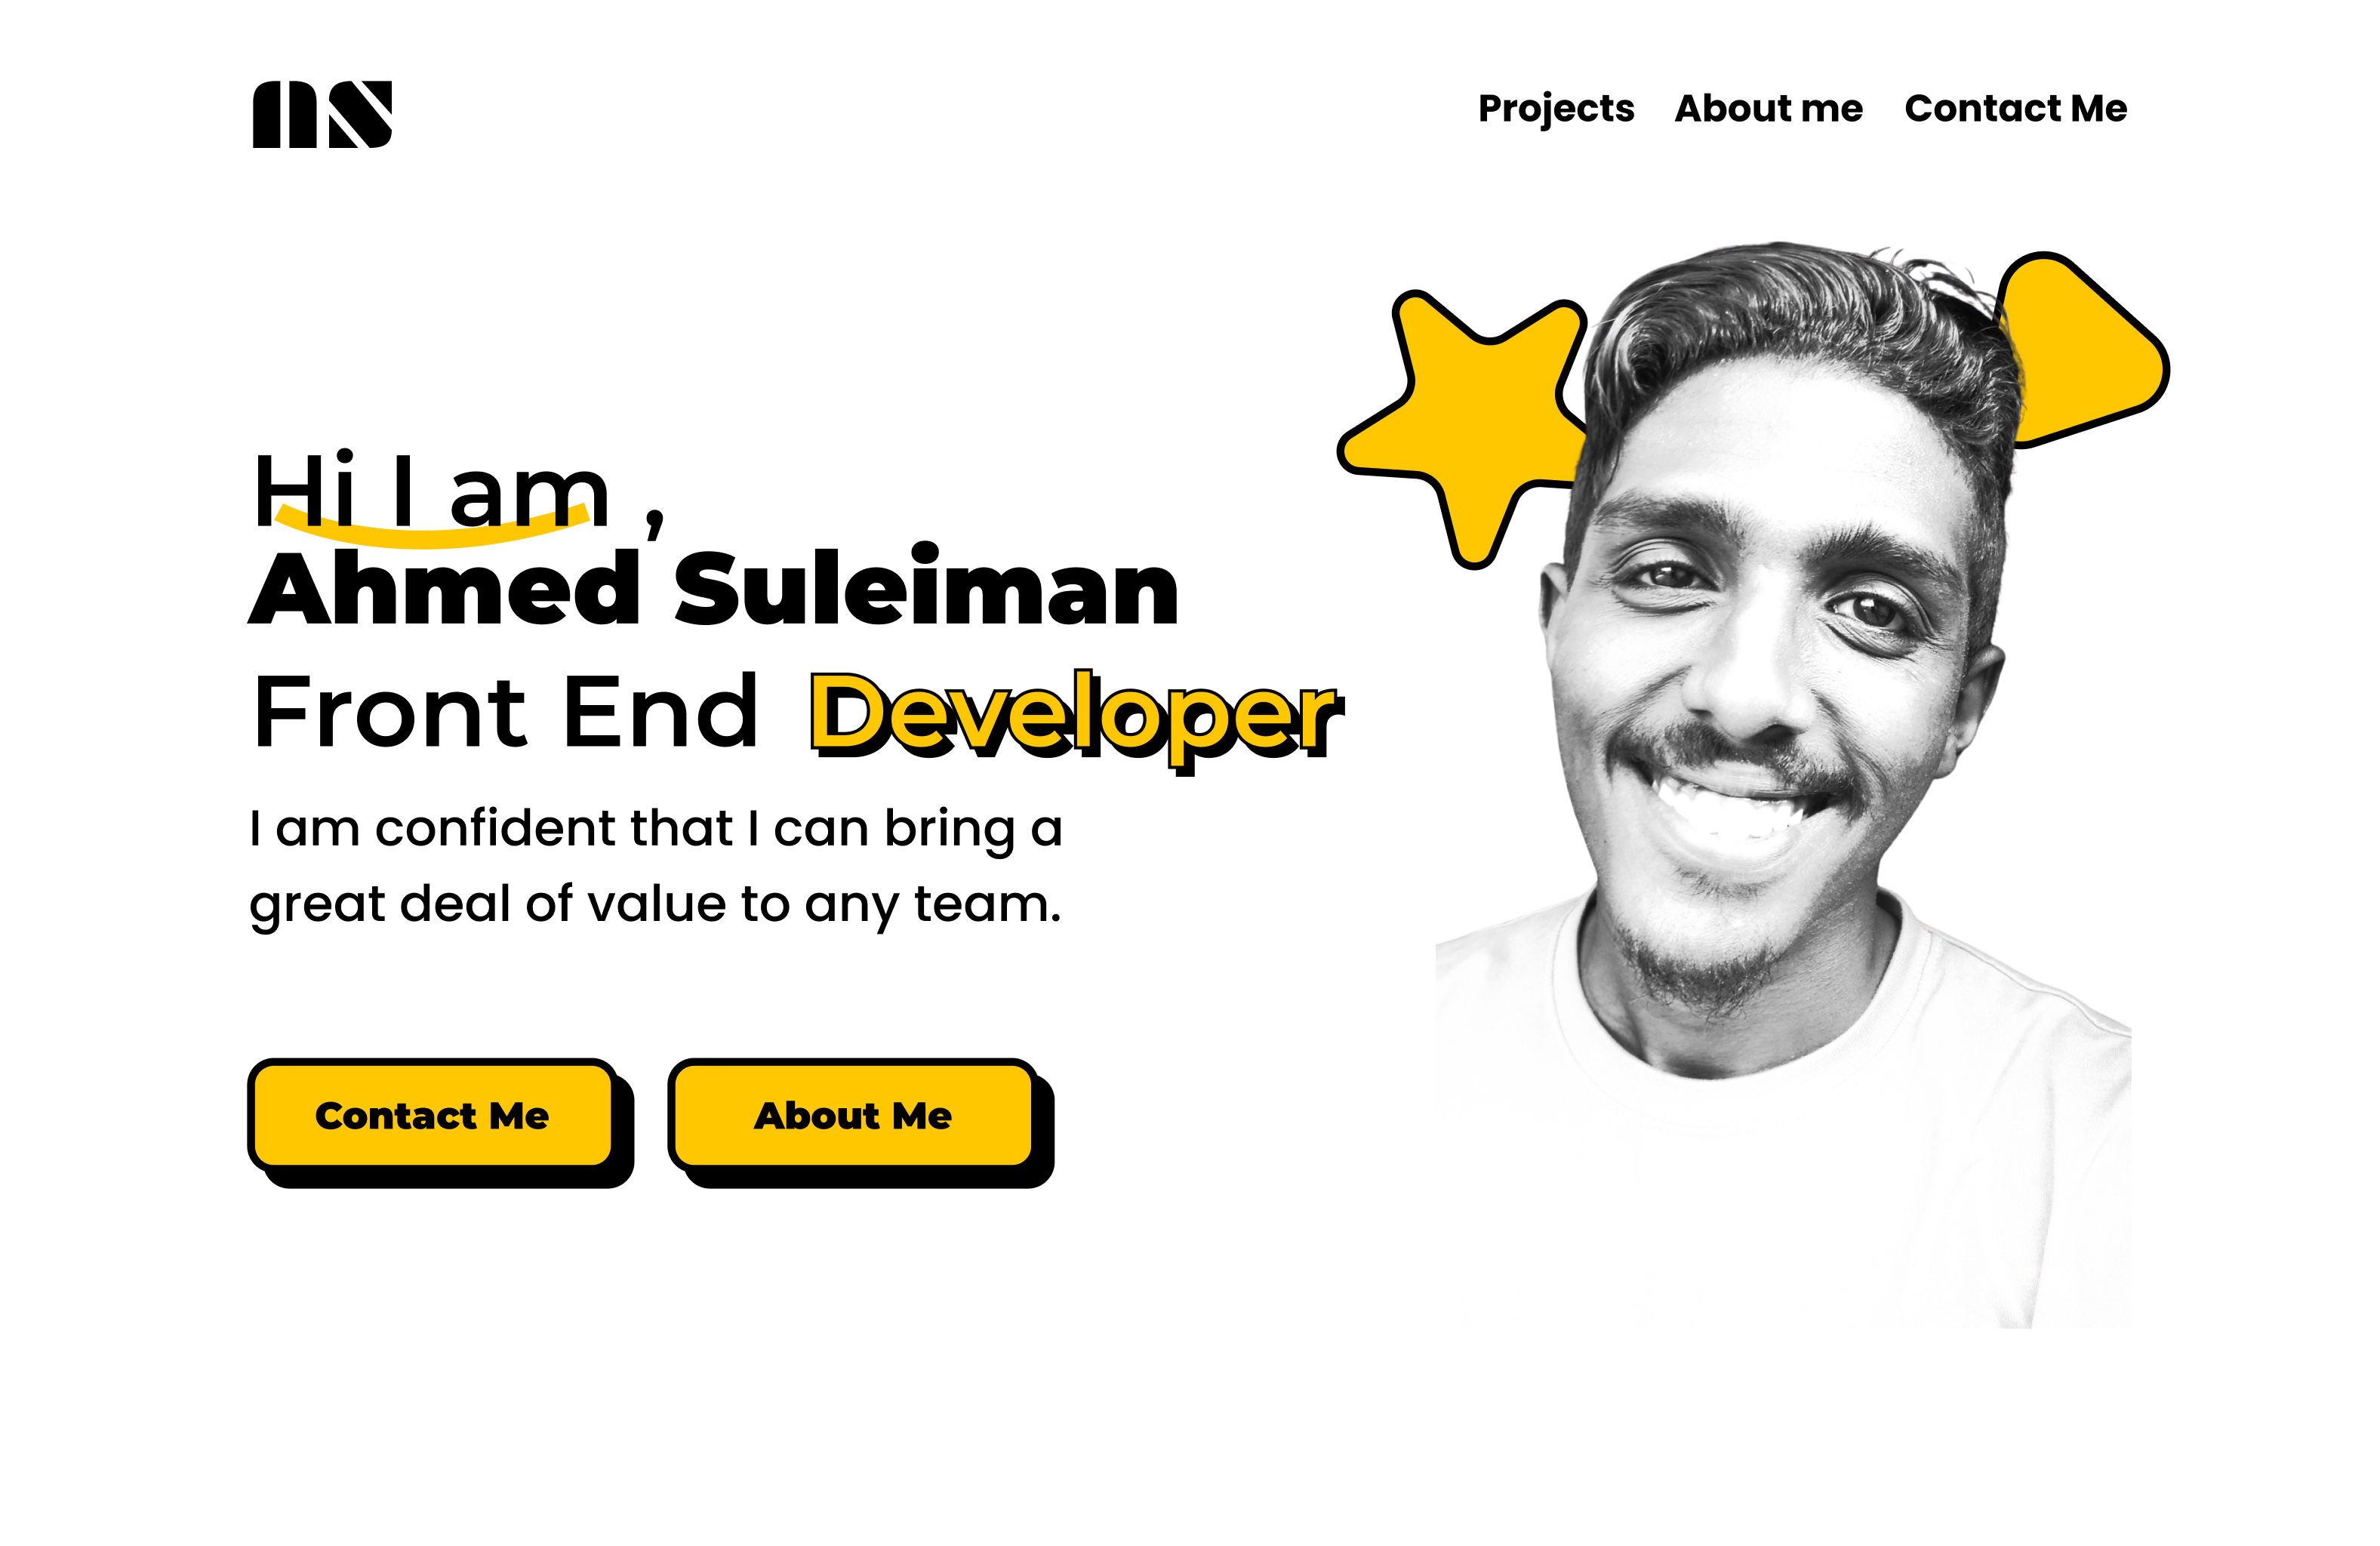 as
Projects About me Contact Me
Hi I am ,
Ahmed Suleiman
Front End Developer
I am confident that I can bring a
great deal of value to any team.
Contact Me About Me